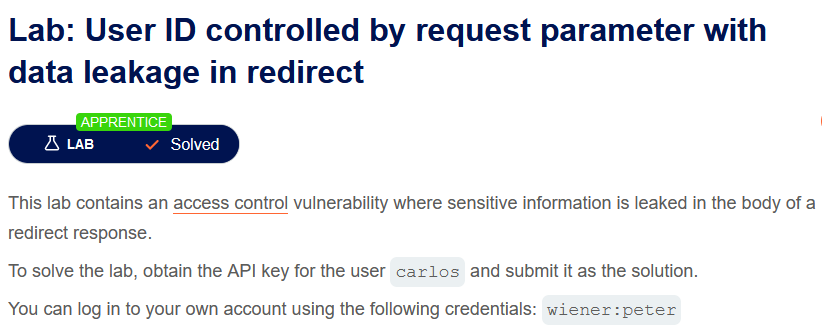 Lab: User ID controlled by request parameter with
data leakage in redirect
APPRENTICE
LAB
Solved
This lab contains an access control vulnerability where sensitive information is leaked in the body of a
redirect response.
To solve the lab, obtain the API key for the user carlos and submit it as the solution.
You can log in to your own account using the following credentials: wiener:peter